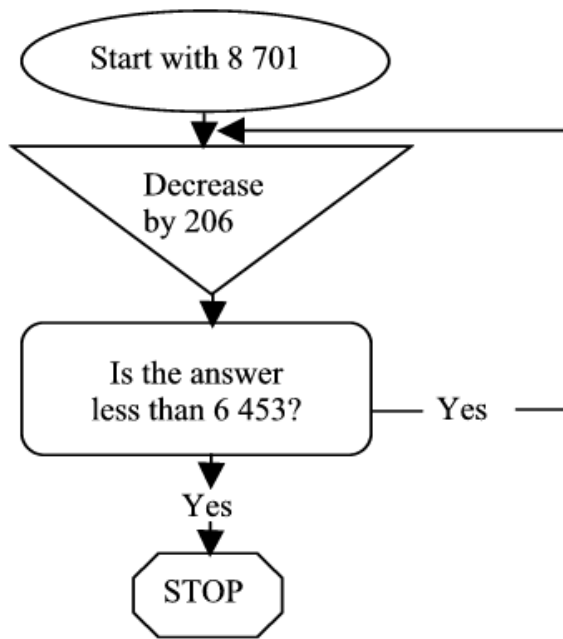 Start with 8 701
Decrease
by 206
Is the answer
less than 6 453?
Yes
Yes
STOP